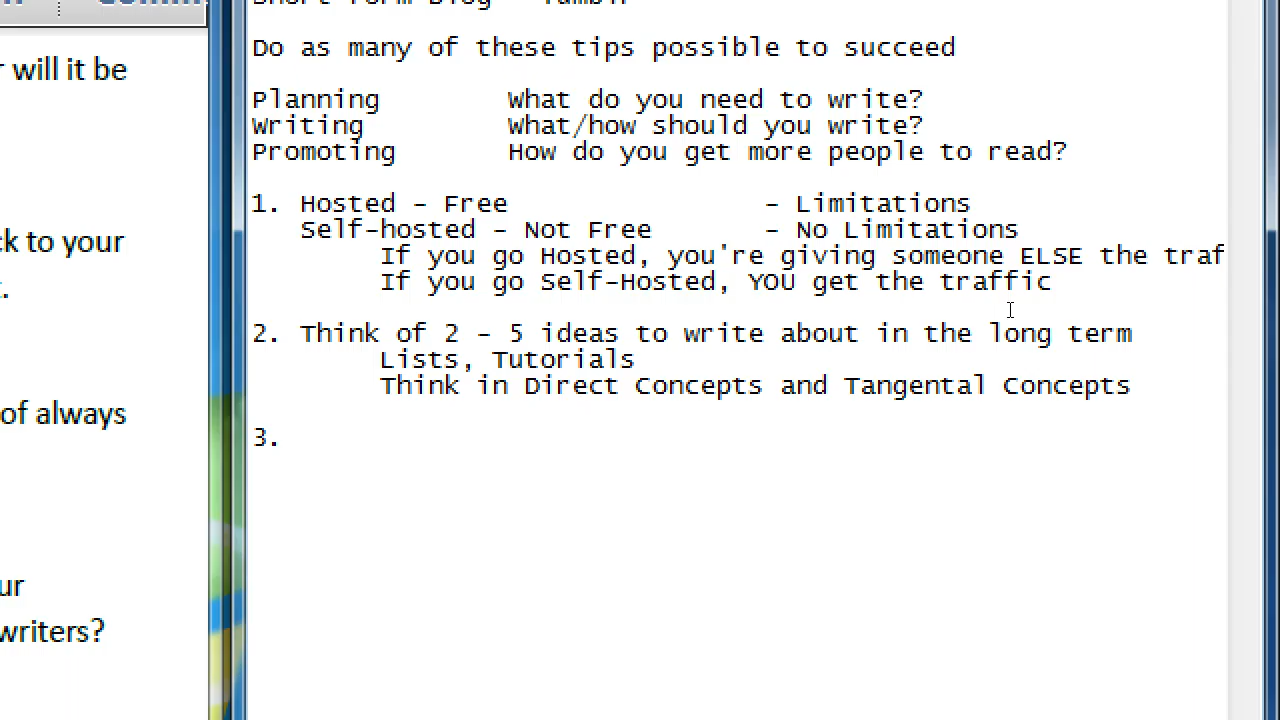 Short Form Blog - Tumblr
Do as many of these tips possible to succeed
Planning What do you need to write?
Writing What/how should you write?
Promoting How do you get more people to read?
1. Hosted - Free - Limitations
Self-hosted - Not Free - No Limitations
If you go Hosted, you're giving someone ELSE the traf
If you go Self-Hosted, YOU get the traffic
2. Think of 2 - 5 ideas to write about in the long term
Lists, Tutorials
Think in Direct Concepts and Tangental Concepts
3.
r will it be
ck to your
of always
ur
writers?